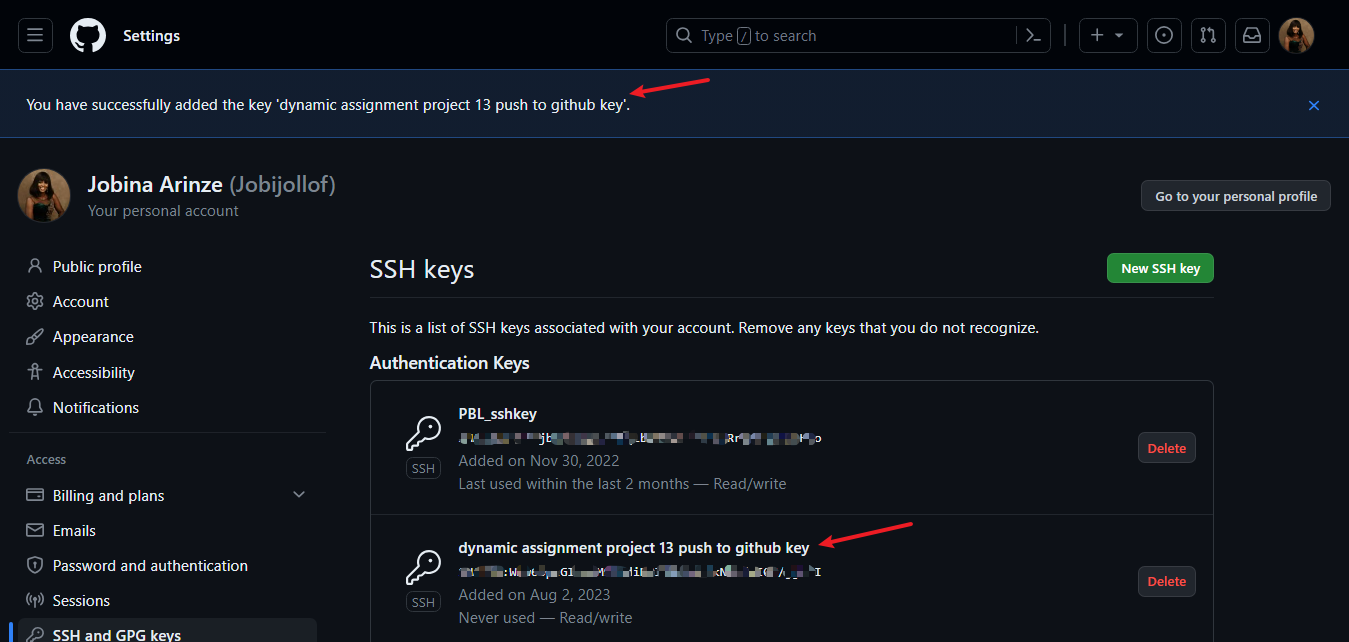 Settings
Type / to search
You have successfully added the key 'dynamic assignment project 13 push to github key'.
Jobina Arinze (Jobijollof)
Your personal account
Go to your personal profile
Public profile
Account
Appearance
Accessibility
Notifications
Access
Billing and plans
Emails
Password and authentication
Sessions
SSH and GPG keys
SSH keys
New SSH key
This is a list of SSH keys associated with your account. Remove any keys that you do not recognize.
Authentication Keys
PBL_sshkey
SSH
Added on Nov 30, 2022
Last used within the last 2 months — Read/write
Delete
dynamic assignment project 13 push to github key
SSH
Added on Aug 2, 2023
Never used — Read/write
Delete